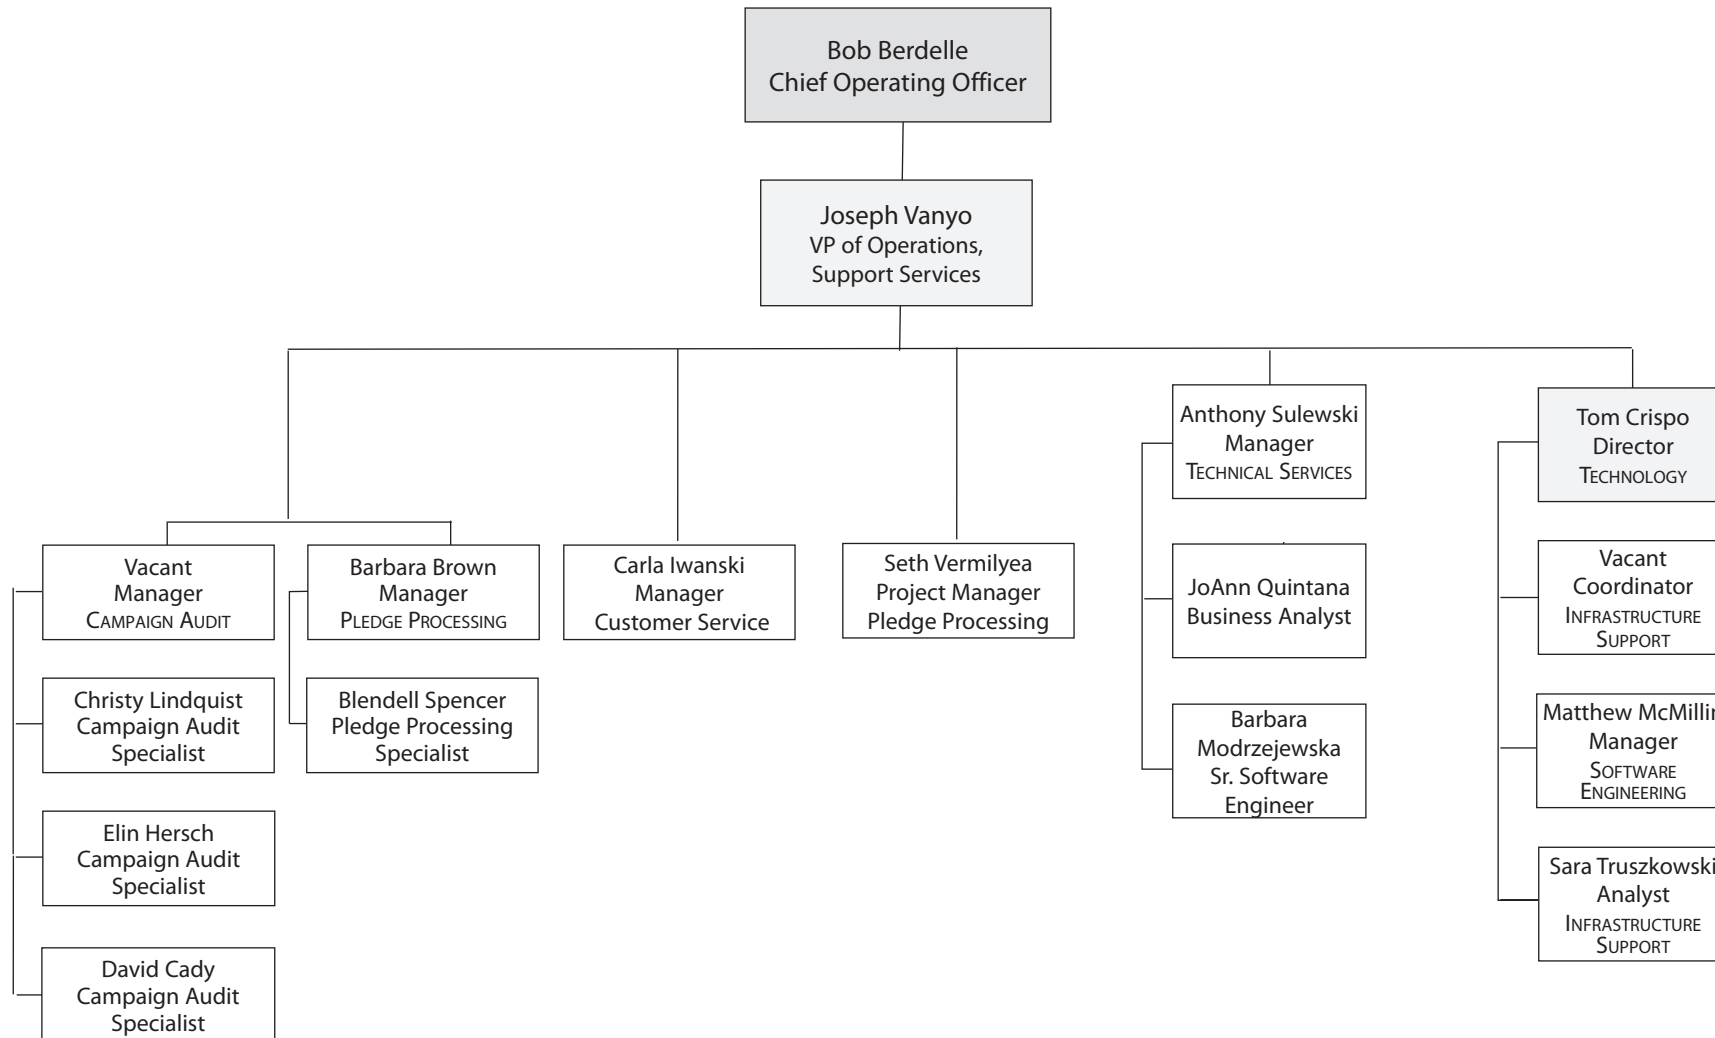 Bob Berdelle
Chief Operating Officer
Joseph Vanyo
VP of Operations,
Support Services
Anthony Sulewski
Manager
TECHNICAL SERVICES
Tom Crispo
Director
TECHNOLOGY
Vacant
Manager
CAMPAIGN AUDIT
Barbara Brown
Manager
PLEDGE PROCESSING
Carla Iwanski
Manager
Customer Service
Seth Vermilyea
Project Manager
Pledge Processing
JoAnn Quintana
Business Analyst
Vacant
Coordinator
INFRASTRUCTURE
SUPPORT
Christy Lindquist
Campaign Audit
Specialist
Blendell Spencer
Pledge Processing
Specialist
Barbara
Modrzejewska
Sr. Software
Engineer
Matthew McMillin
Manager
SOFTWARE
ENGINEERING
Elin Hersch
Campaign Audit
Specialist
Sara Truszkowski
Analyst
INFRASTRUCTURE
SUPPORT
David Cady
Campaign Audit
Specialist